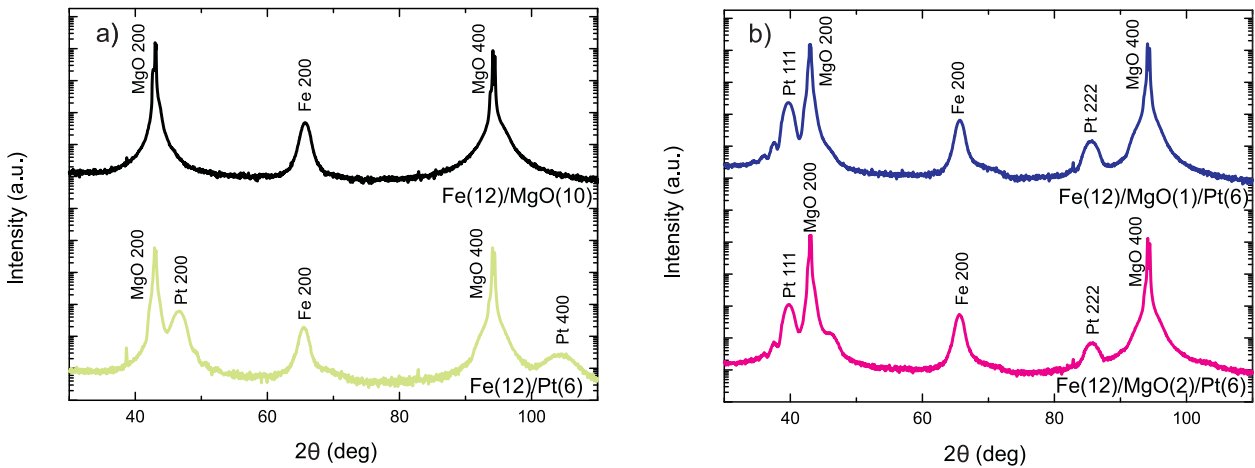 a)
MgO 200
Fe 200
MgO 400
Fe(12)/MgO(10)
MgO 200
Pt 200
Fe 200
MgO 400
Pt 400
Fe(12)/Pt(6)
Intensity (a.u.)
40 60 80 100
2θ (deg)
b)
Pt 111
MgO 200
Fe 200
Pt 222
MgO 400
Fe(12)/MgO(1)/Pt(6)
Pt 111
MgO 200
Fe 200
Pt 222
MgO 400
Fe(12)/MgO(2)/Pt(6)
Intensity (a.u.)
40 60 80 100
2θ (deg)